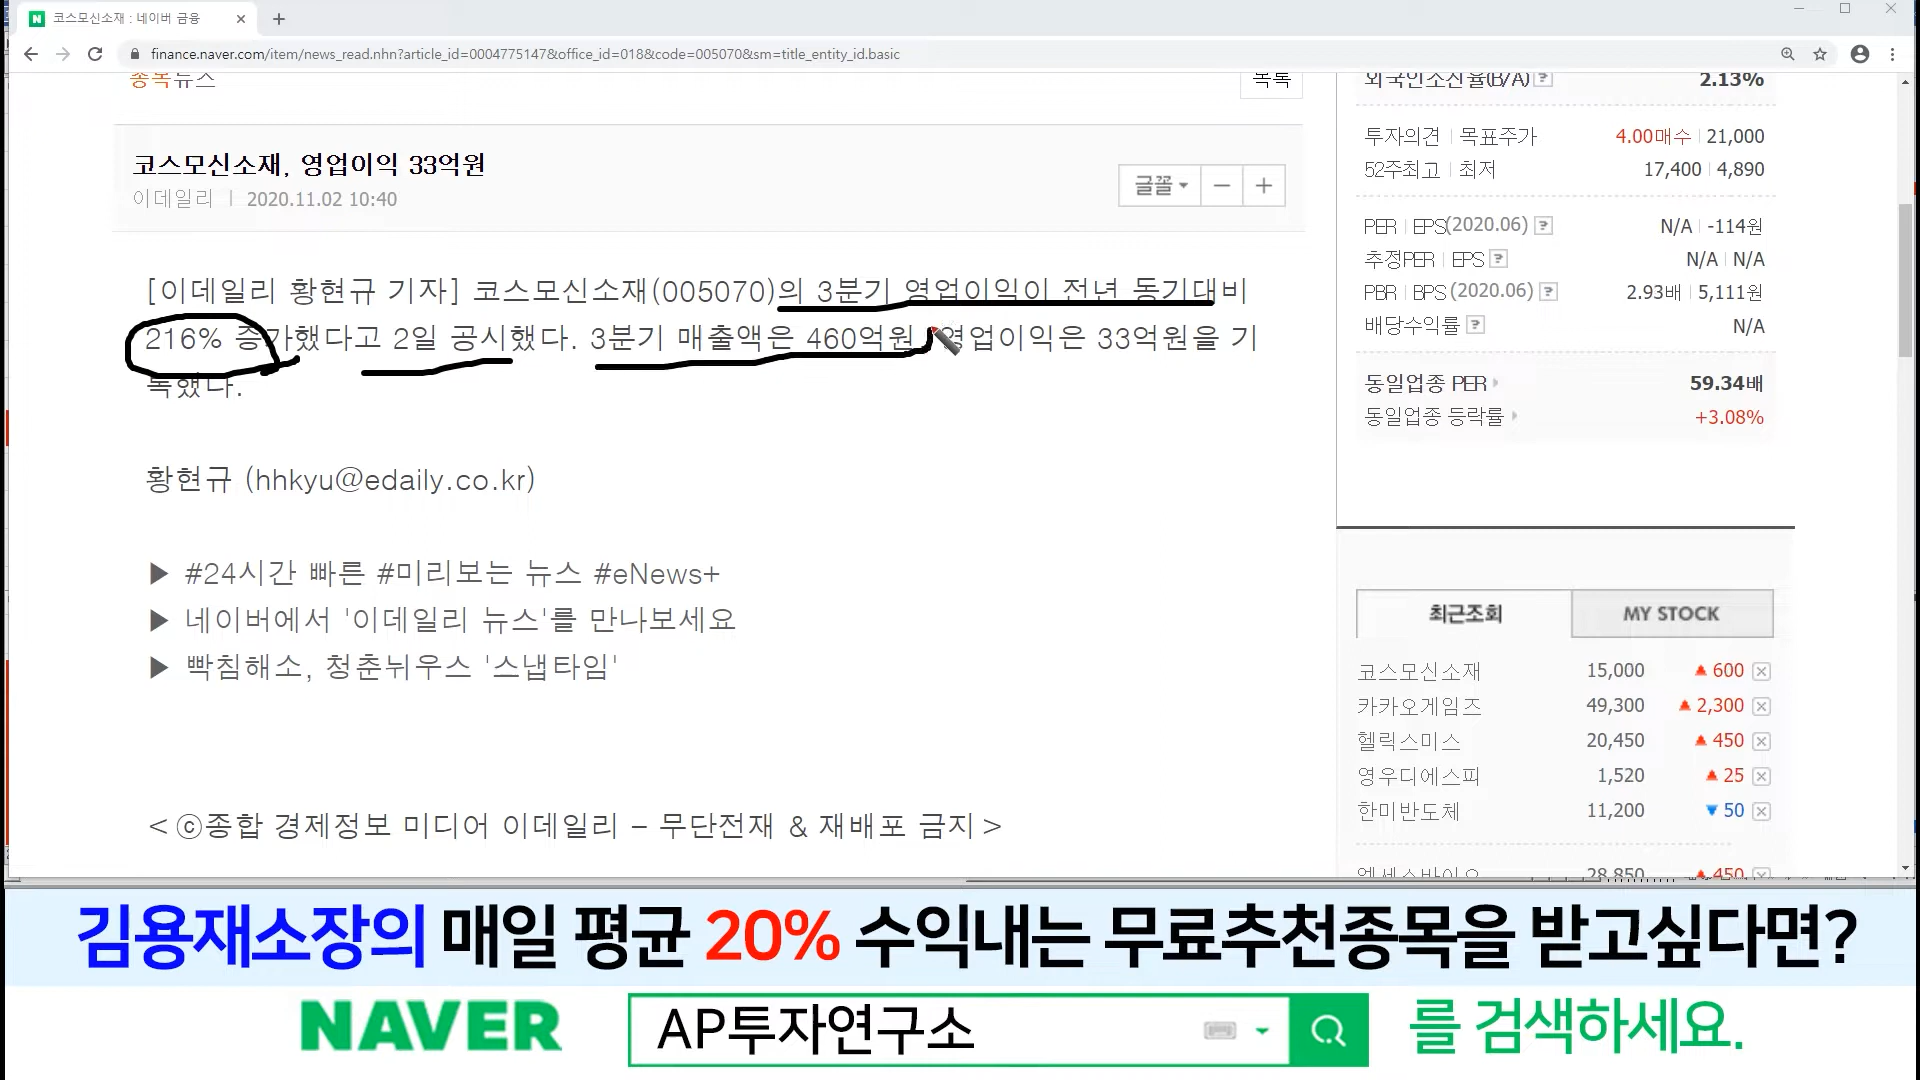 코스모신소재 : 네이버 금융
finance.naver.com/item/news_read.nhn?article_id=0004775147&office_id=018&code=005070&sm=title_entity_id.basic
종목뉴스
목록
코스모신소재, 영업이익 33억원
이데일리 | 2020.11.02 10:40
글꼴
[이데일리 황현규 기자] 코스모신소재(005070)의 3분기 영업이익이 전년 동기대비
216% 증가했다고 2일 공시했다. 3분기 매출액은 460억원, 영업이익은 33억원을 기
록했다.
황현규 (hhkyu@edaily.co.kr)
▶ #24시간 빠른 #미리보는 뉴스 #eNews+
▶ 네이버에서 '이데일리 뉴스'를 만나보세요
▶ 빡침해소, 청춘뉘우스 '스냅타임'
<ⓒ종합 경제정보 미디어 이데일리 - 무단전재 & 재배포 금지>
외국인소진율(B/A) 2.13%
투자의견 | 목표주가 4.00매수 | 21,000
52주최고 | 최저 17,400 | 4,890
PER | EPS(2020.06) N/A | -114원
추정PER | EPS N/A | N/A
PBR | BPS (2020.06) 2.93배 | 5,111원
배당수익률 N/A
동일업종 PER 59.34배
동일업종 등락률 +3.08%
최근조회 MY STOCK
코스모신소재 15,000 ▲ 600
카카오게임즈 49,300 ▲ 2,300
헬릭스미스 20,450 ▲ 450
영우디에스피 1,520 ▲ 25
한미반도체 11,200 ▼ 50
28,850 ▲ 450
김용재소장의 매일 평균 20% 수익내는 무료추천종목을 받고싶다면?
NAVER AP투자연구소 를 검색하세요.